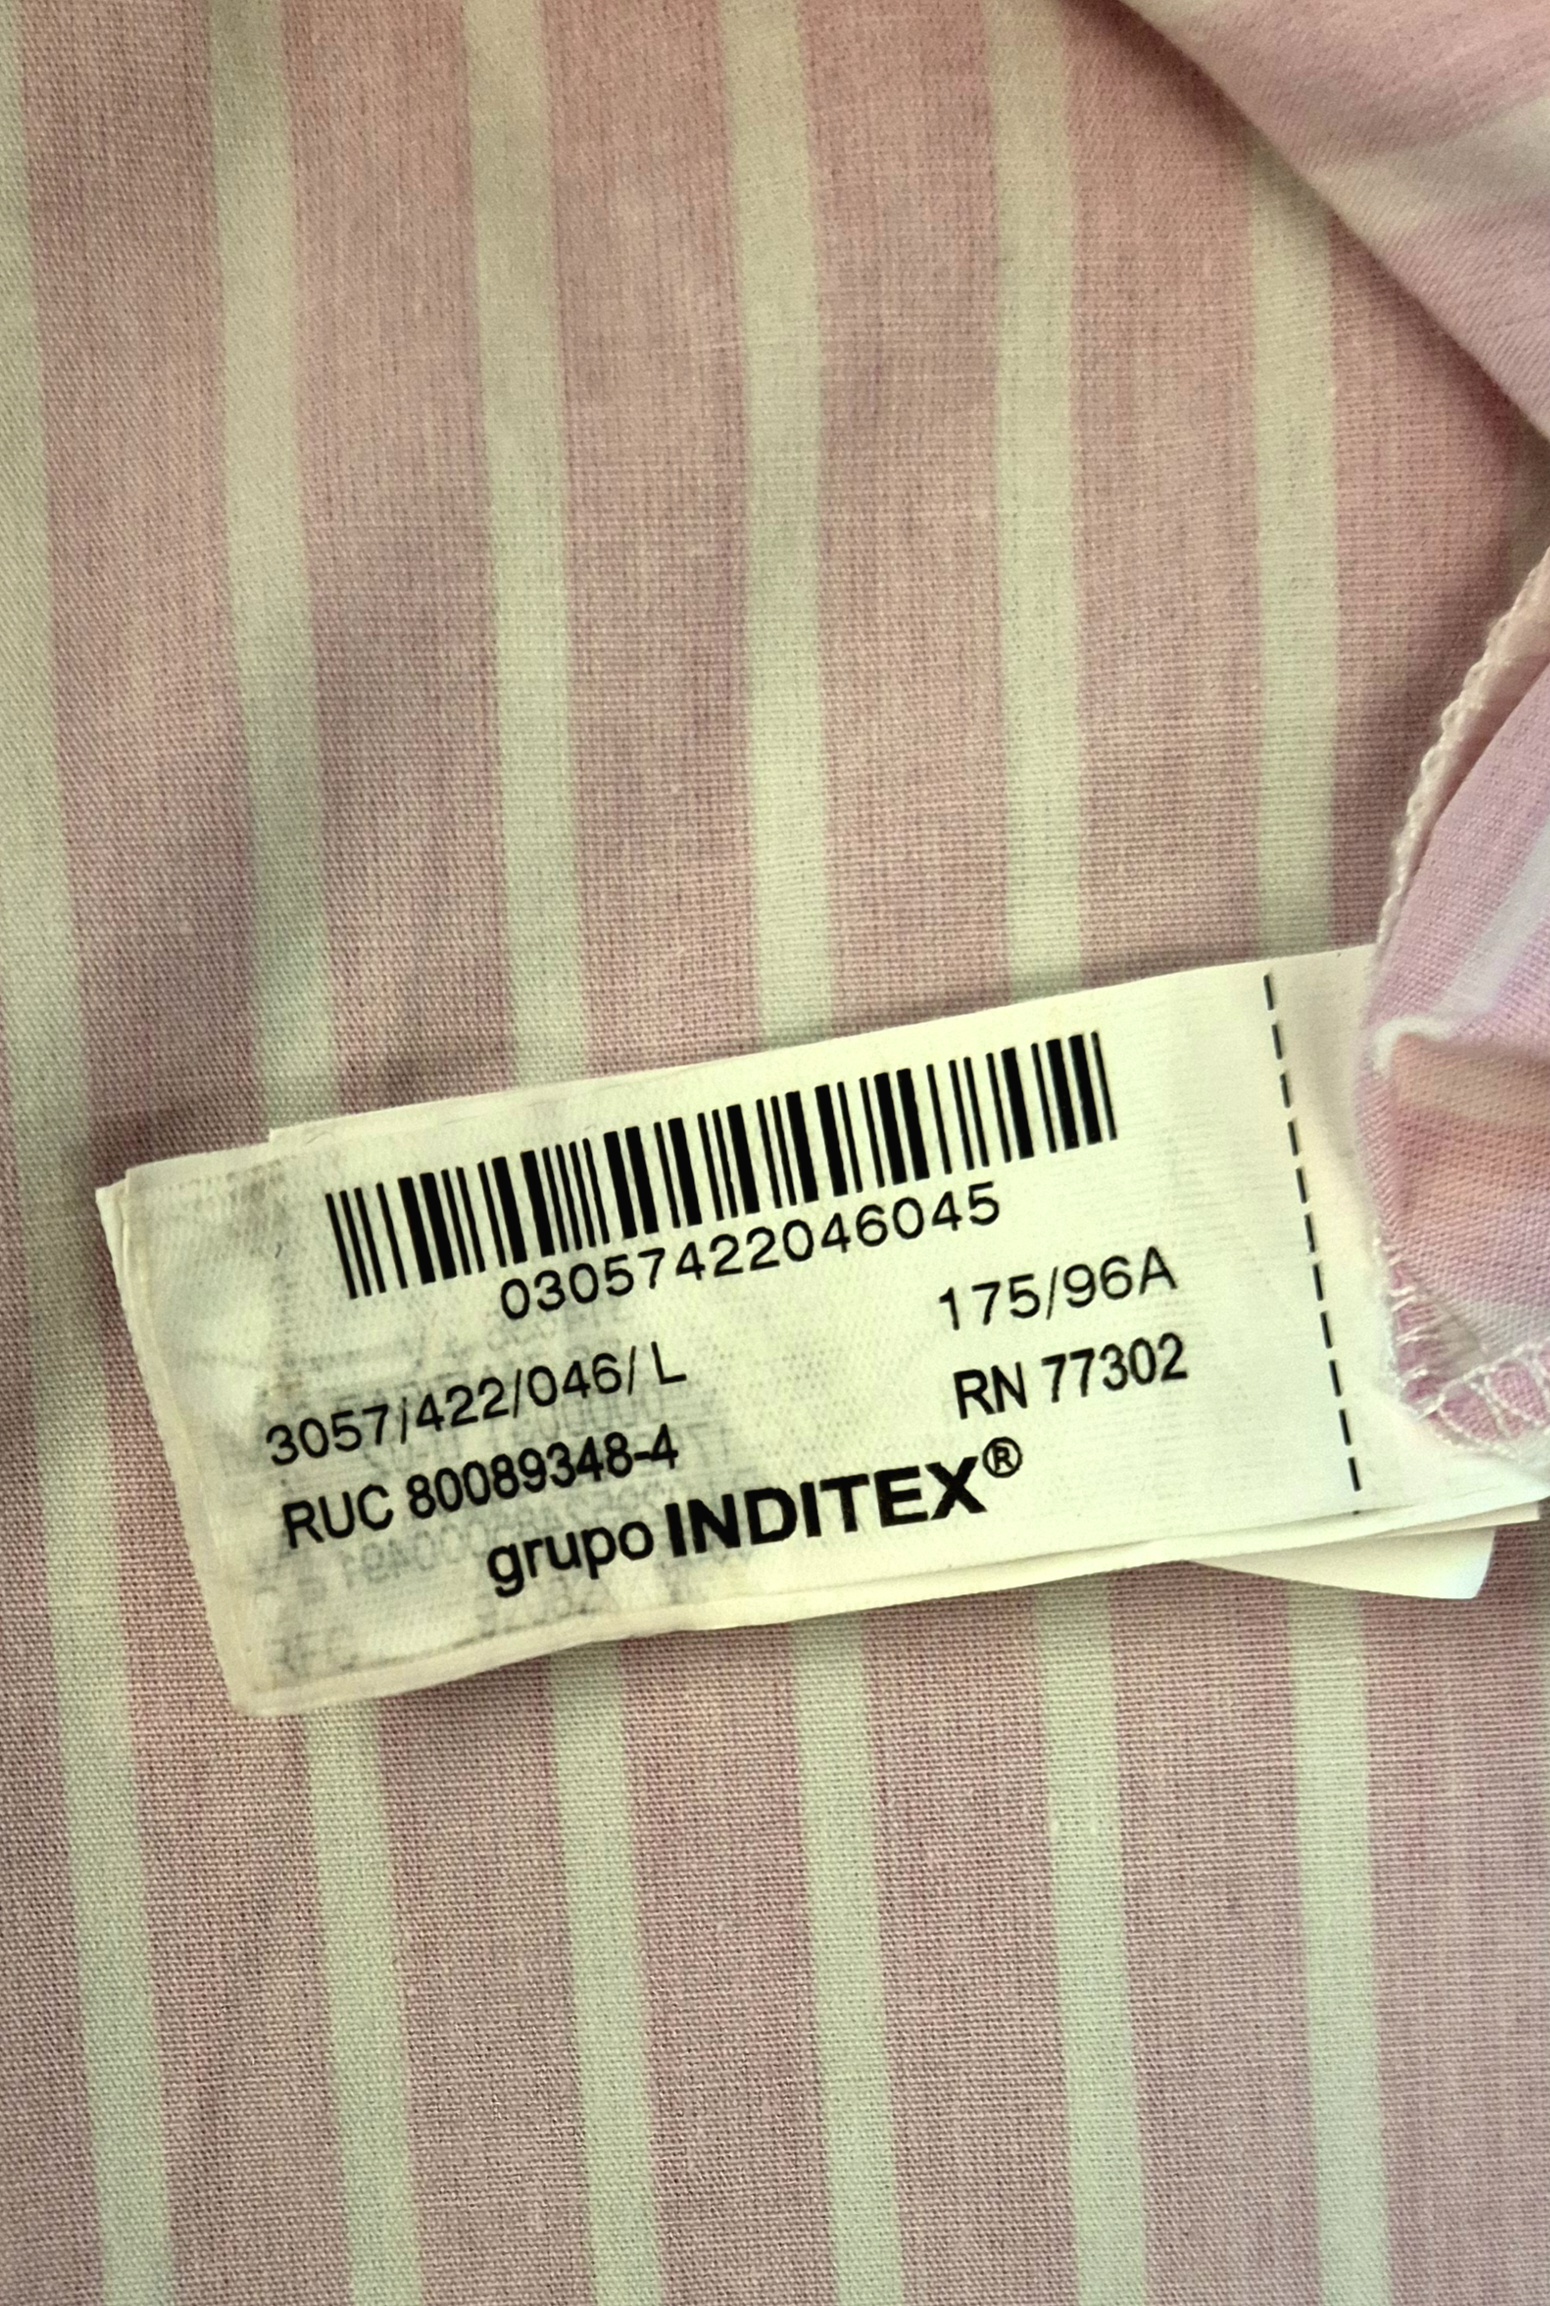 03057422046045
175/96A
3057/422/046/ L
RN 77302
RUC 80089348-4
grupo INDITEX®